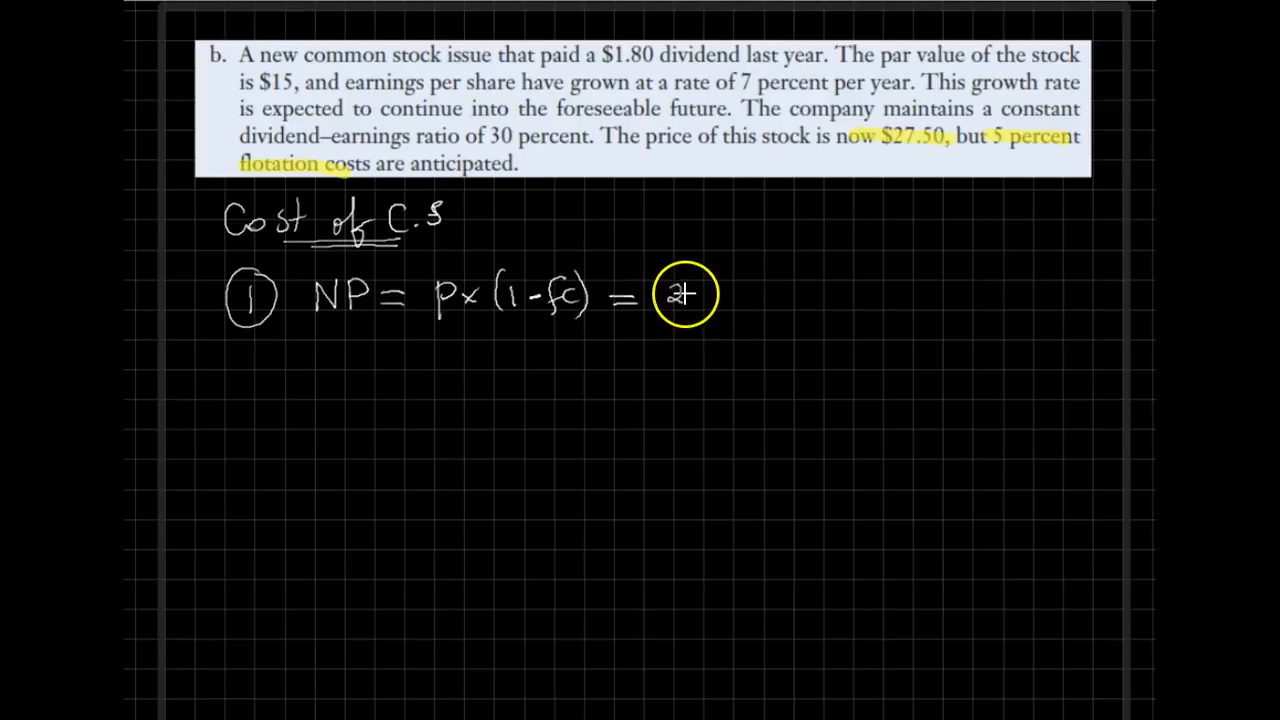 b. A new common stock issue that paid a $1.80 dividend last year. The par value of the stock
is $15, and earnings per share have grown at a rate of 7 percent per year. This growth rate
is expected to continue into the foreseeable future. The company maintains a constant
dividend–earnings ratio of 30 percent. The price of this stock is now $27.50, but 5 percent
flotation costs are anticipated.
Cost of C.S
① NP = P× (1-fc) = 2